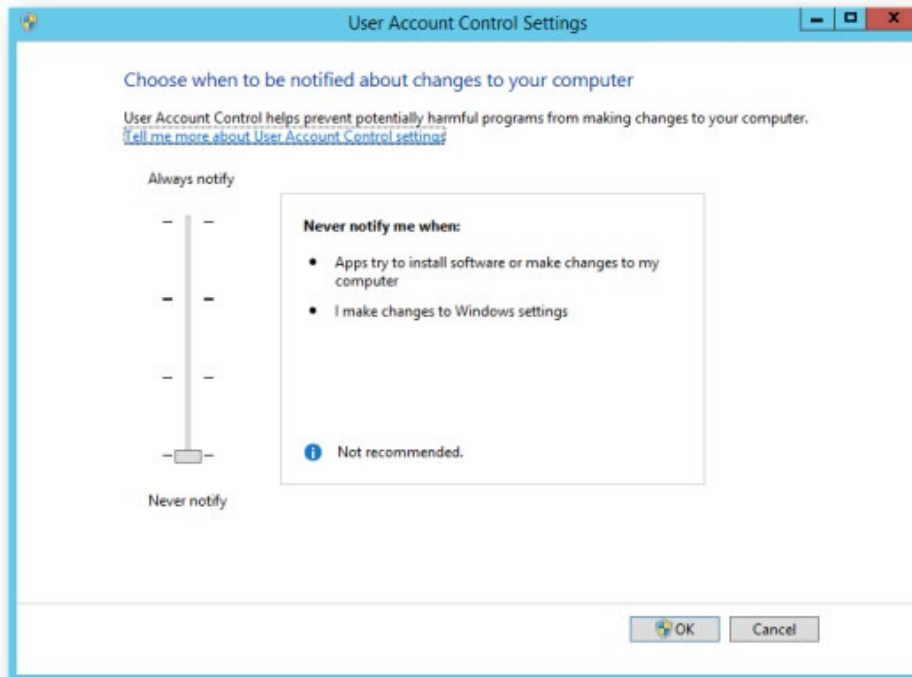 User Account Control Settings
Choose when to be notified about changes to your computer
User Account Control helps prevent potentially harmful programs from making changes to your computer.
Tell me more about User Account Control settings
Always notify
Never notify me when:
Apps try to install software or make changes to my
computer
I make changes to Windows settings
Not recommended.
Never notify
OK
Cancel